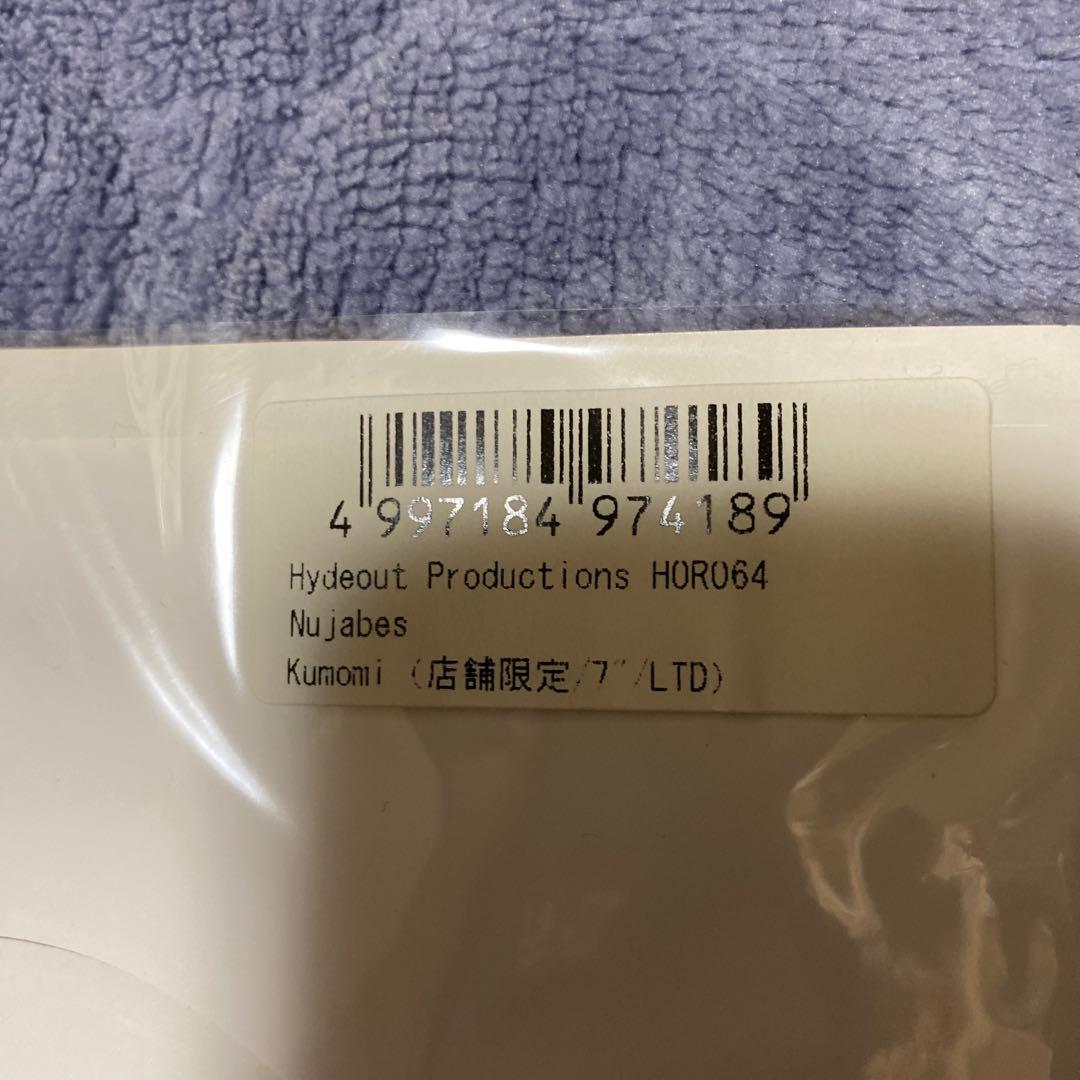 4 997184 974189
Hydeout Productions HOR064
Nujabes
Kumomi (店舗限定/7"/LTD)